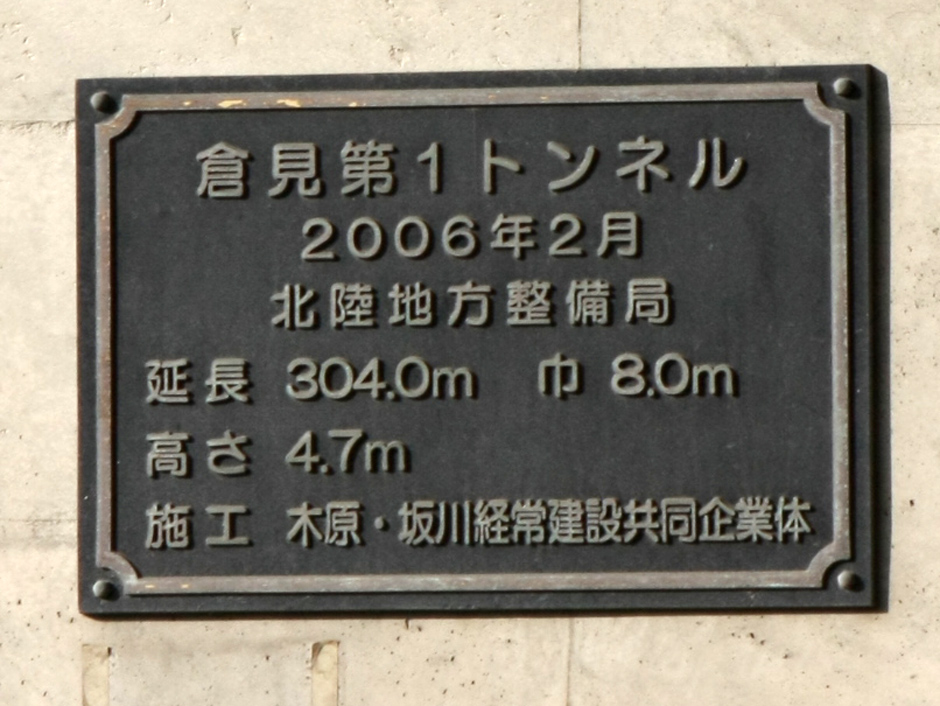 倉見第1トンネル
2006年2月
北陸地方整備局
延長 304.0m 巾 8.0m
高さ 4.7m
施工 木原・坂川経常建設共同企業体